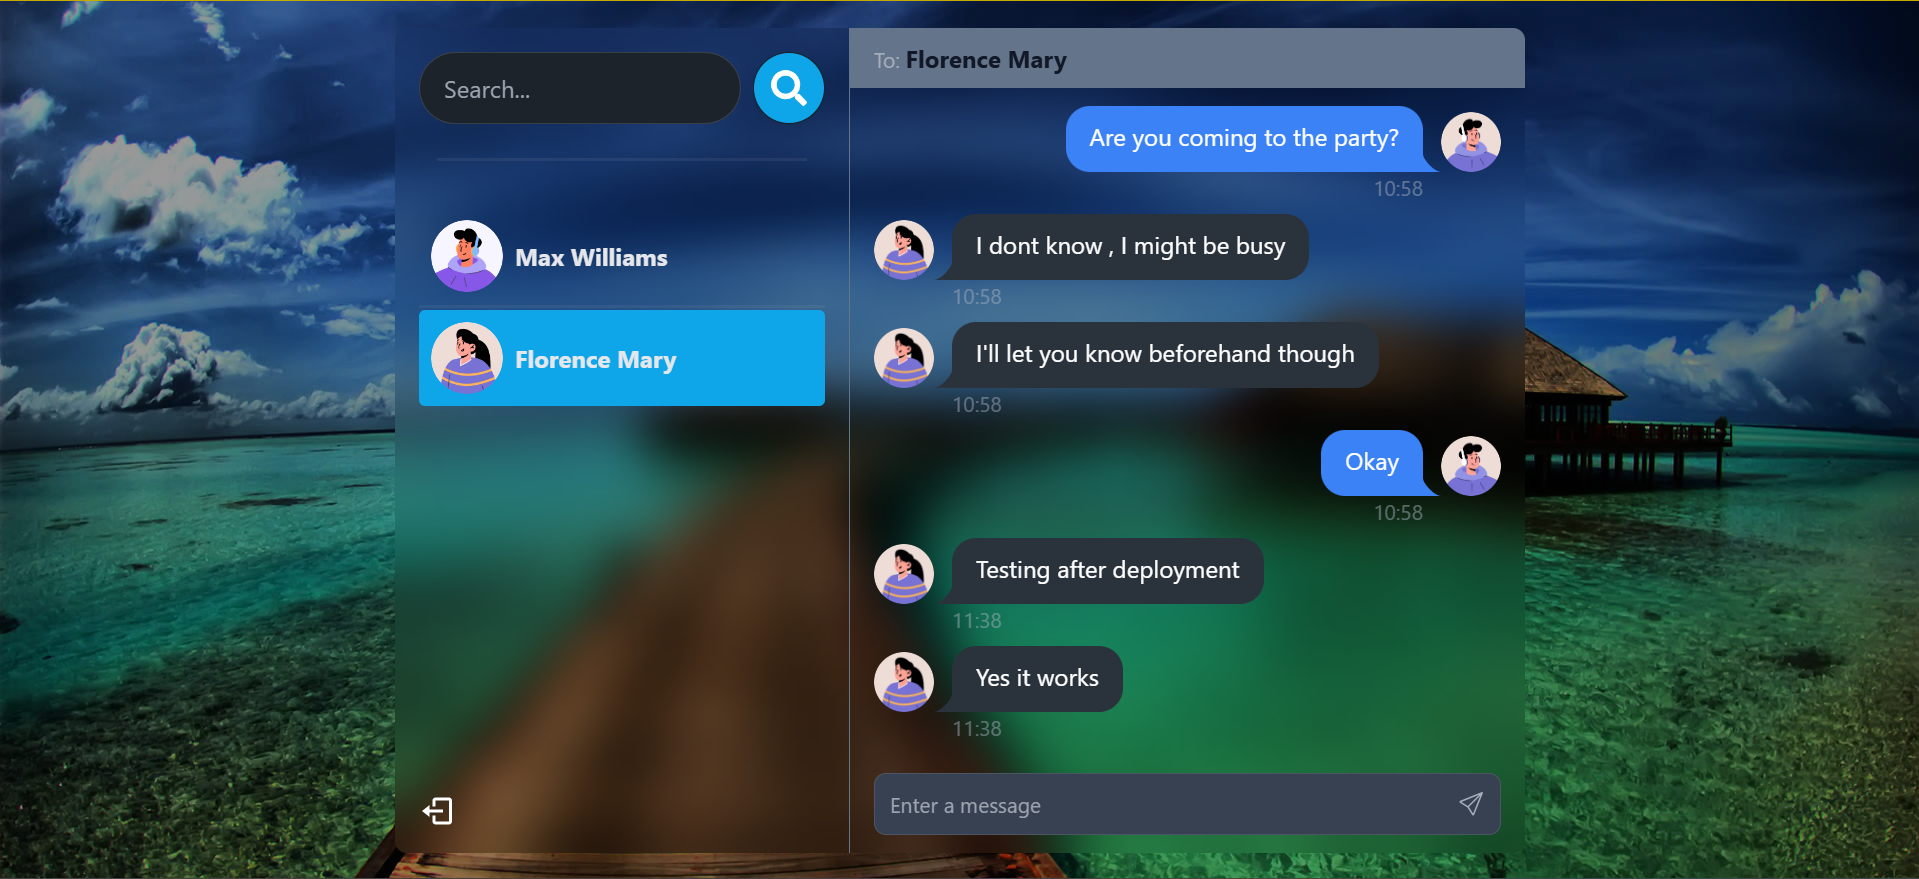 Search...
Max Williams
Florence Mary
To: Florence Mary
Are you coming to the party?
10:58
I dont know , I might be busy
10:58
I'll let you know beforehand though
10:58
Okay
10:58
Testing after deployment
11:38
Yes it works
11:38
Enter a message